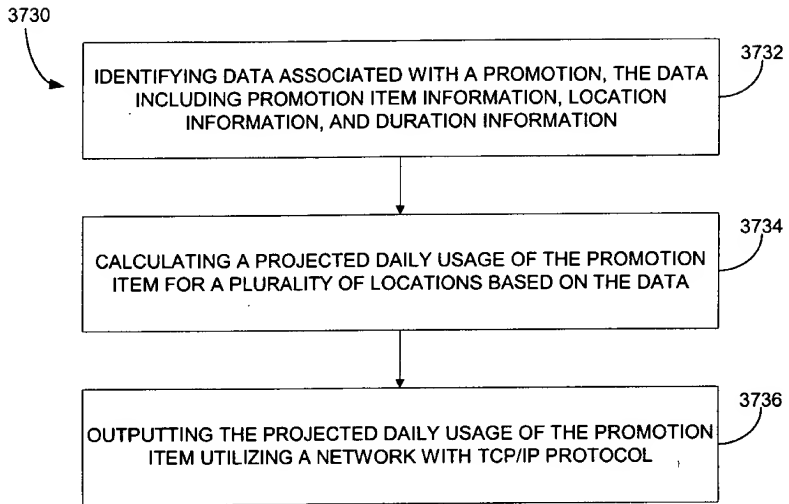 3730
3732
IDENTIFYING DATA ASSOCIATED WITH A PROMOTION, THE DATA
INCLUDING PROMOTION ITEM INFORMATION, LOCATION
INFORMATION, AND DURATION INFORMATION
3734
CALCULATING A PROJECTED DAILY USAGE OF THE PROMOTION
ITEM FOR A PLURALITY OF LOCATIONS BASED ON THE DATA
3736
OUTPUTTING THE PROJECTED DAILY USAGE OF THE PROMOTION
ITEM UTILIZING A NETWORK WITH TCP/IP PROTOCOL